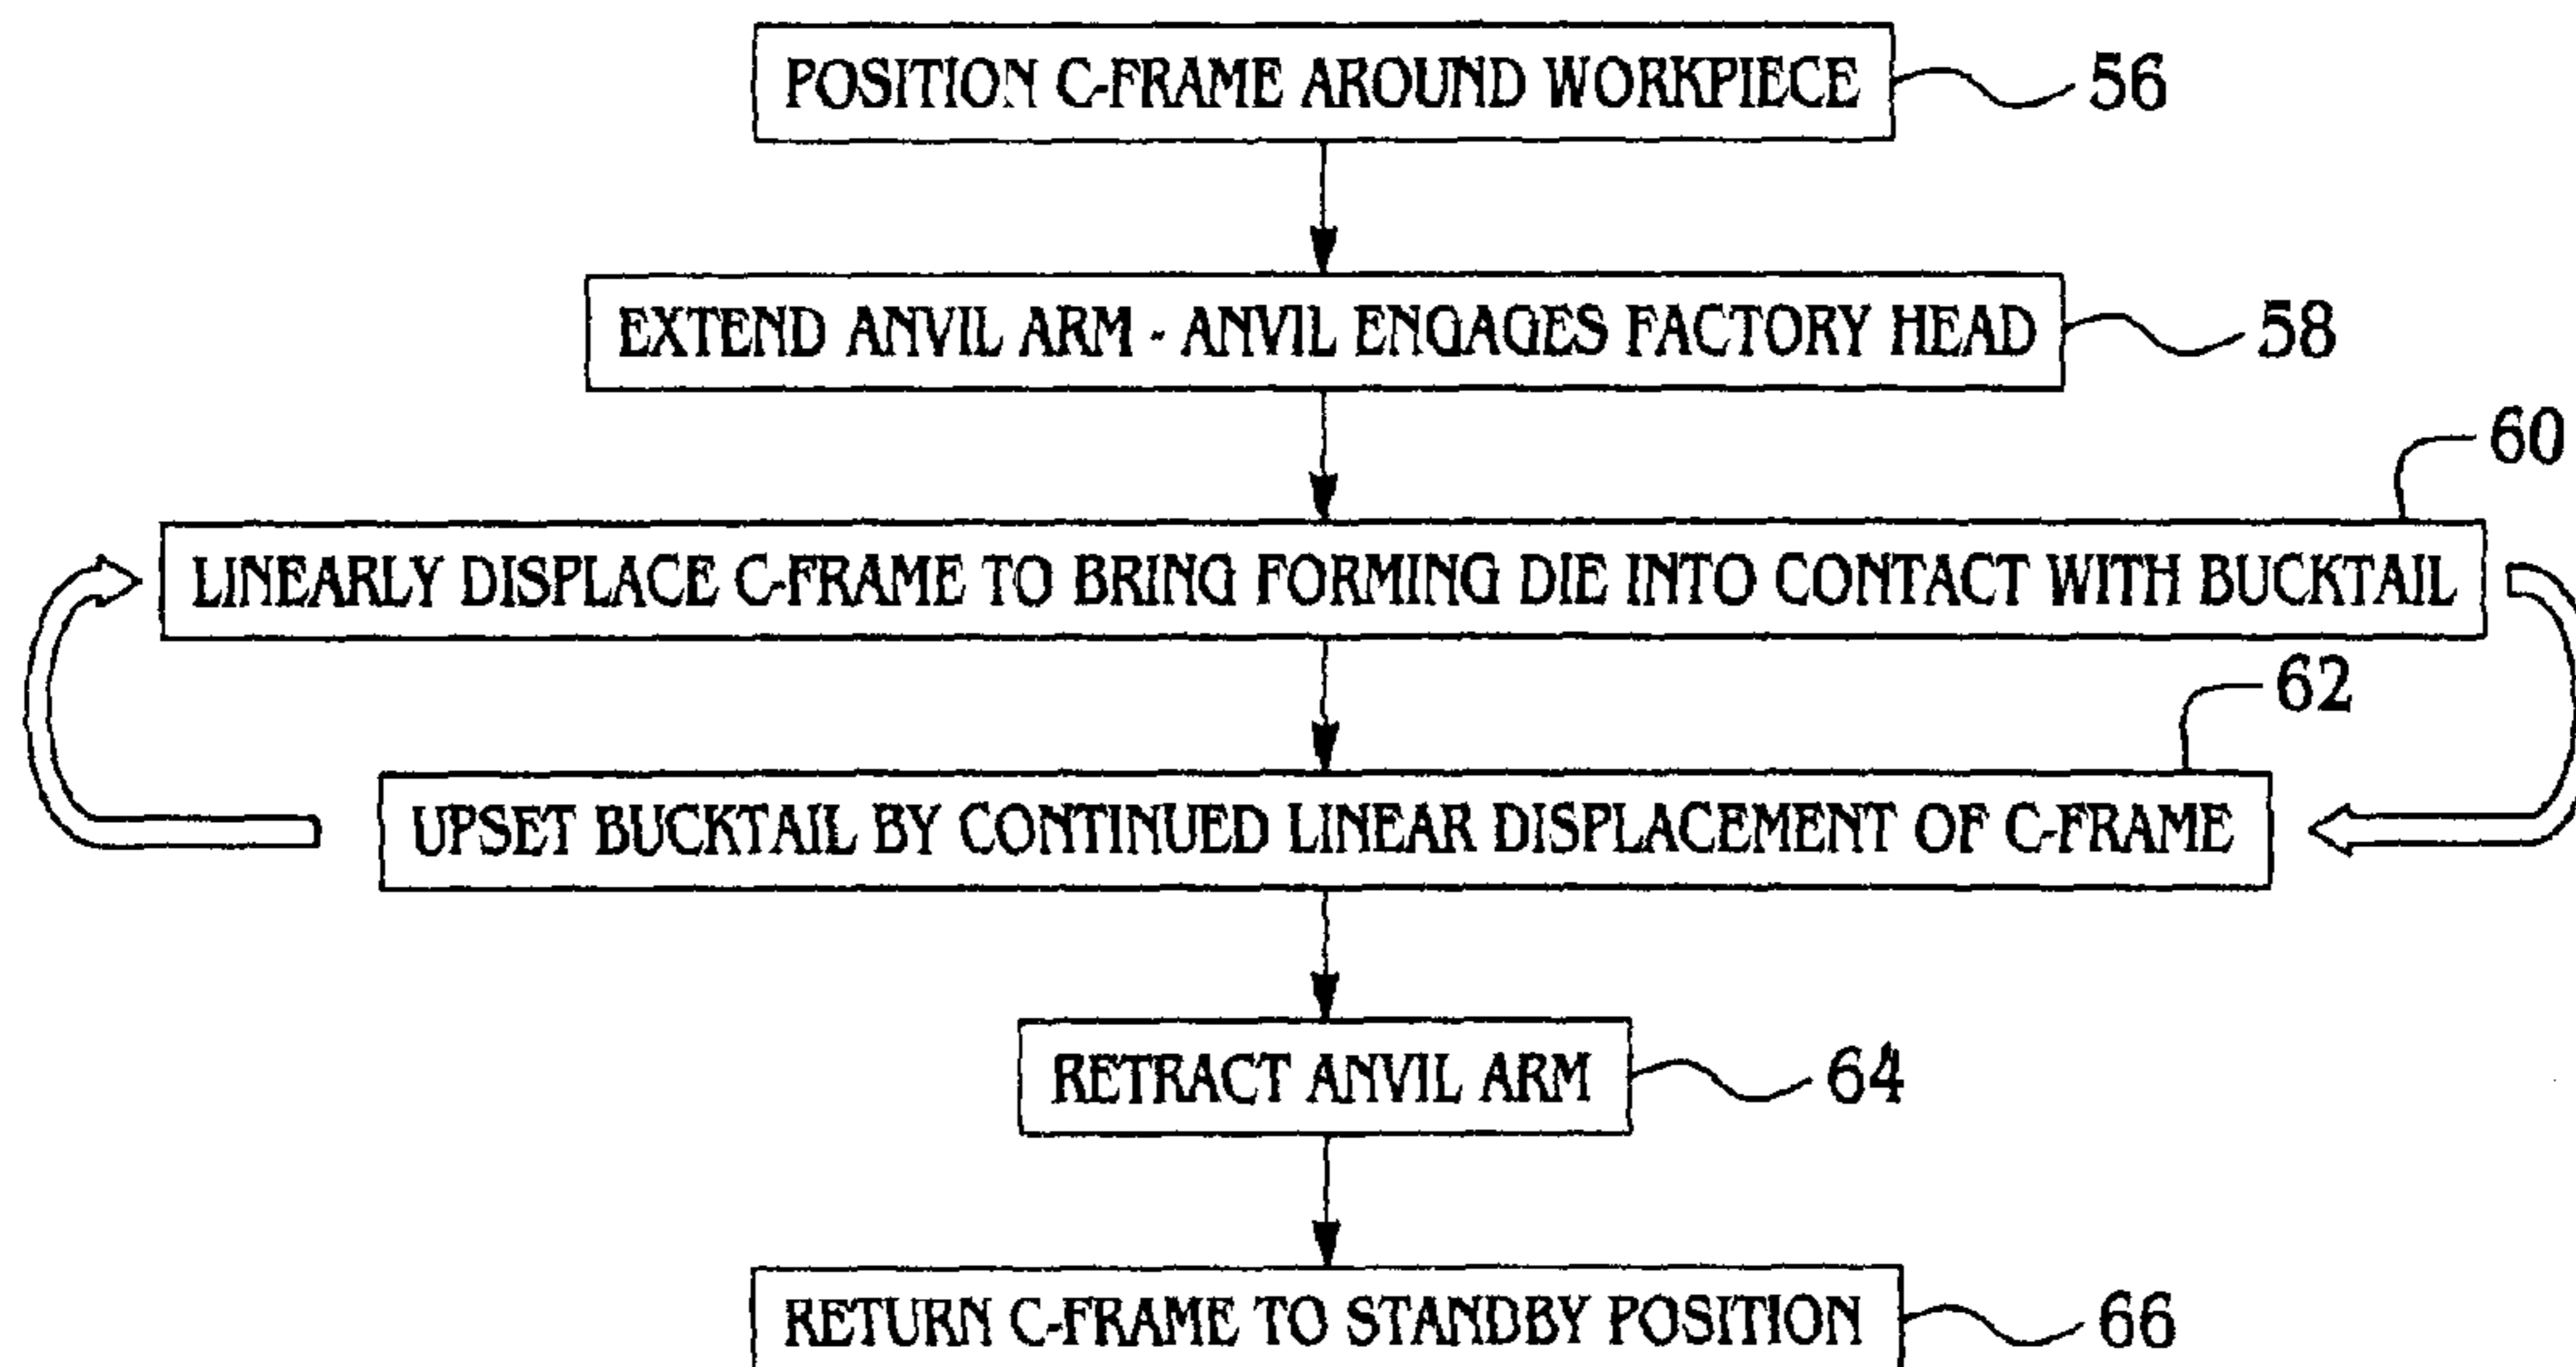 POSITION C-FRAME AROUND WORKPIECE 56
EXTEND ANVIL ARM - ANVIL ENGAGES FACTORY HEAD 58
60
LINEARLY DISPLACE C-FRAME TO BRING FORMING DIE INTO CONTACT WITH BUCKTAIL
62
UPSET BUCKTAIL BY CONTINUED LINEAR DISPLACEMENT OF C-FRAME
RETRACT ANVIL ARM 64
RETURN C-FRAME TO STANDBY POSITION 66